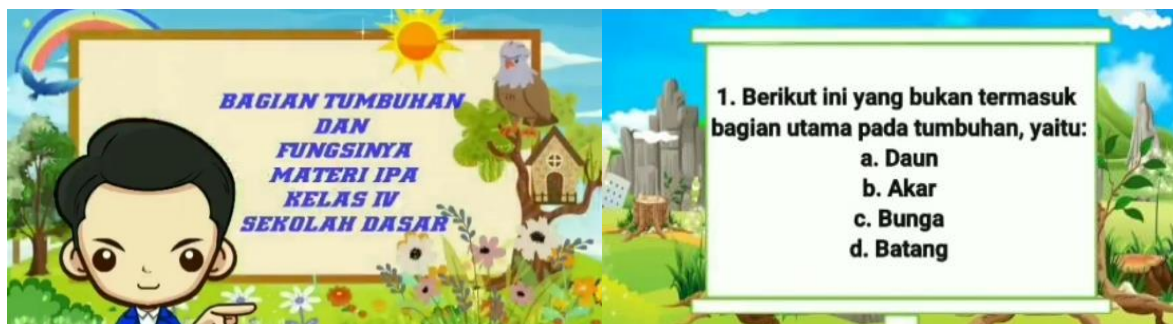 BAGIAN TUMBUHAN
DAN
FUNGSINYA
MATERI IPA
KELAS IV
SEKOLAH DASAR
1. Berikut ini yang bukan termasuk
bagian utama pada tumbuhan, yaitu:
a. Daun
b. Akar
c. Bunga
d. Batang